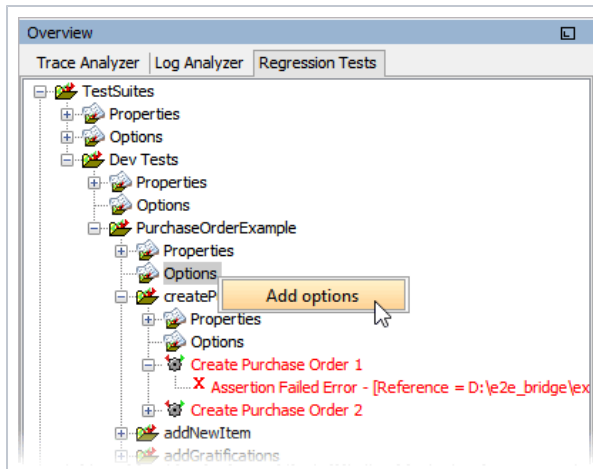 Overview
Trace Analyzer Log Analyzer Regression Tests
TestSuites
Properties
Options
Dev Tests
Properties
Options
PurchaseOrderExample
Properties
Options
Add options
createP
Properties
Options
Create Purchase Order 1
X Assertion Failed Error - [Reference = D:\e2e_bridge\ex
Create Purchase Order 2
addNewItem
addGratifications